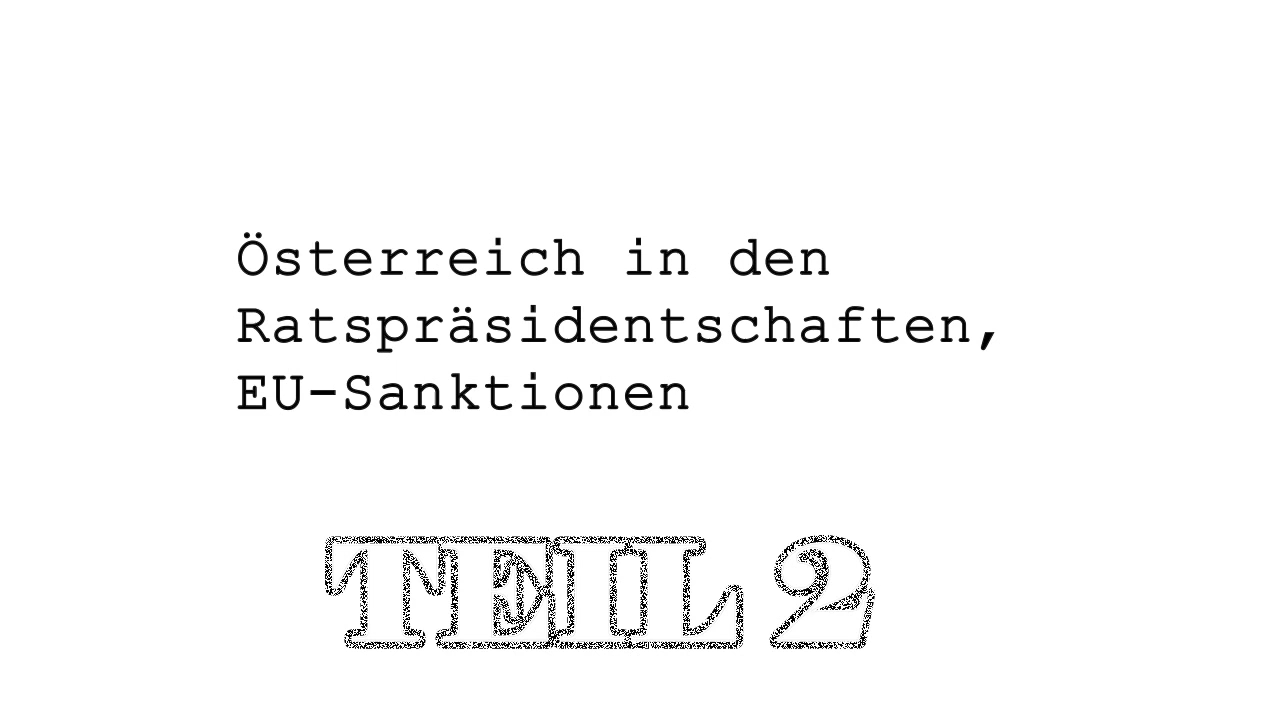 Österreich in den
Ratspräsidentschaften,
EU-Sanktionen
TEIL 2